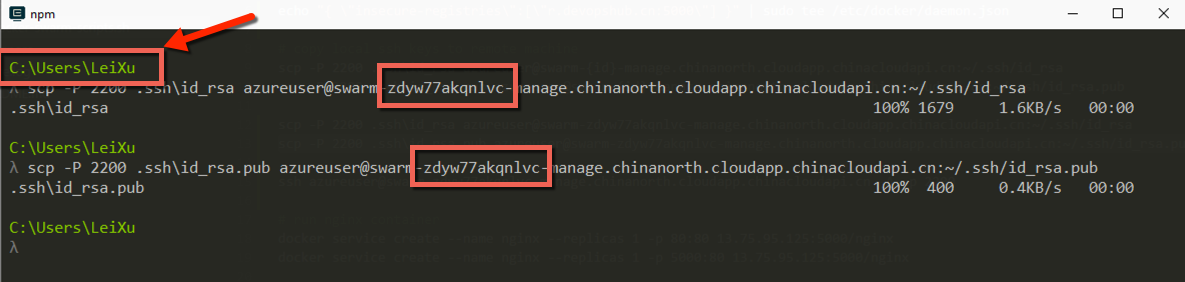 npm
C:\Users\LeiXu
λ scp -P 2200 .ssh\id_rsa azureuser@swarm-zdyw77akqnlvc-manage.chinanorth.cloudapp.chinacloudapi.cn:~/.ssh/id_rsa
.ssh\id_rsa 100% 1679 1.6KB/s 00:00
C:\Users\LeiXu
λ scp -P 2200 .ssh\id_rsa.pub azureuser@swarm-zdyw77akqnlvc-manage.chinanorth.cloudapp.chinacloudapi.cn:~/.ssh/id_rsa.pub
.ssh\id_rsa.pub 100% 400 0.4KB/s 00:00
C:\Users\LeiXu
λ